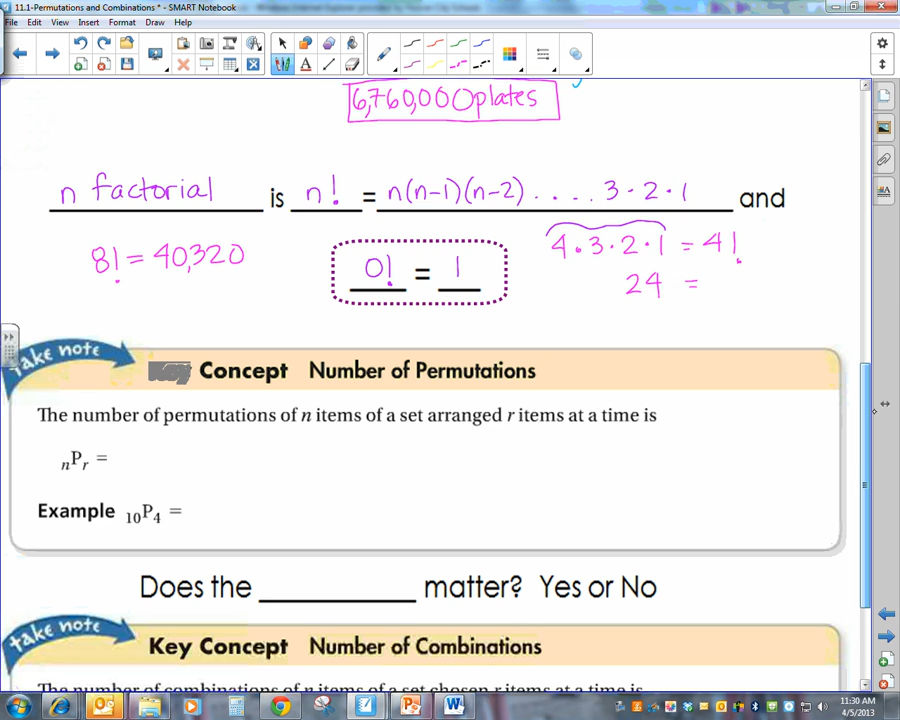 11.1-Permutations and Combinations * - SMART Notebook
File Edit View Insert Format Draw Help
6,760,000 plates
n factorial is n! = n(n-1)(n-2) . . . . 3 · 2 · 1 and
8! = 40,320
0! = 1
4 · 3 · 2 · 1 = 4!
24 =
take note
Key Concept Number of Permutations
The number of permutations of n items of a set arranged r items at a time is
nPr =
Example 10P4 =
Does the __________ matter? Yes or No
take note
Key Concept Number of Combinations
The number of combinations of n items of a set chosen r items at a time is
11:30 AM
4/5/2013